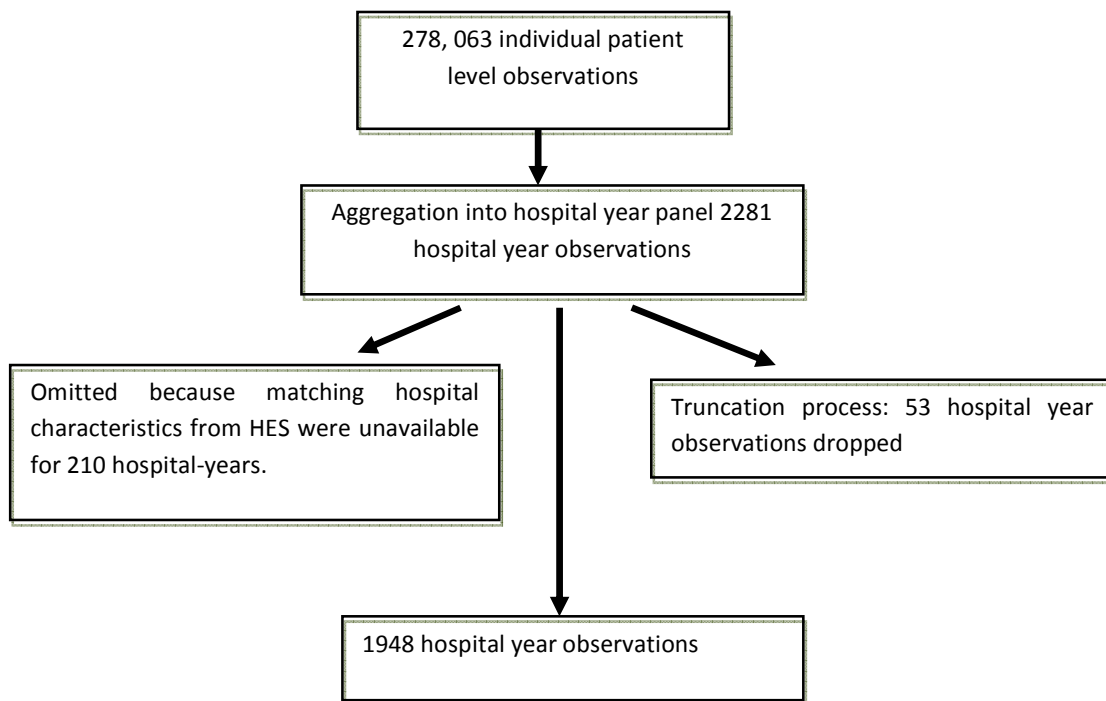 278, 063 individual patient
level observations
Aggregation into hospital year panel 2281
hospital year observations
Omitted because matching hospital
characteristics from HES were unavailable
for 210 hospital-years.
Truncation process: 53 hospital year
observations dropped
1948 hospital year observations